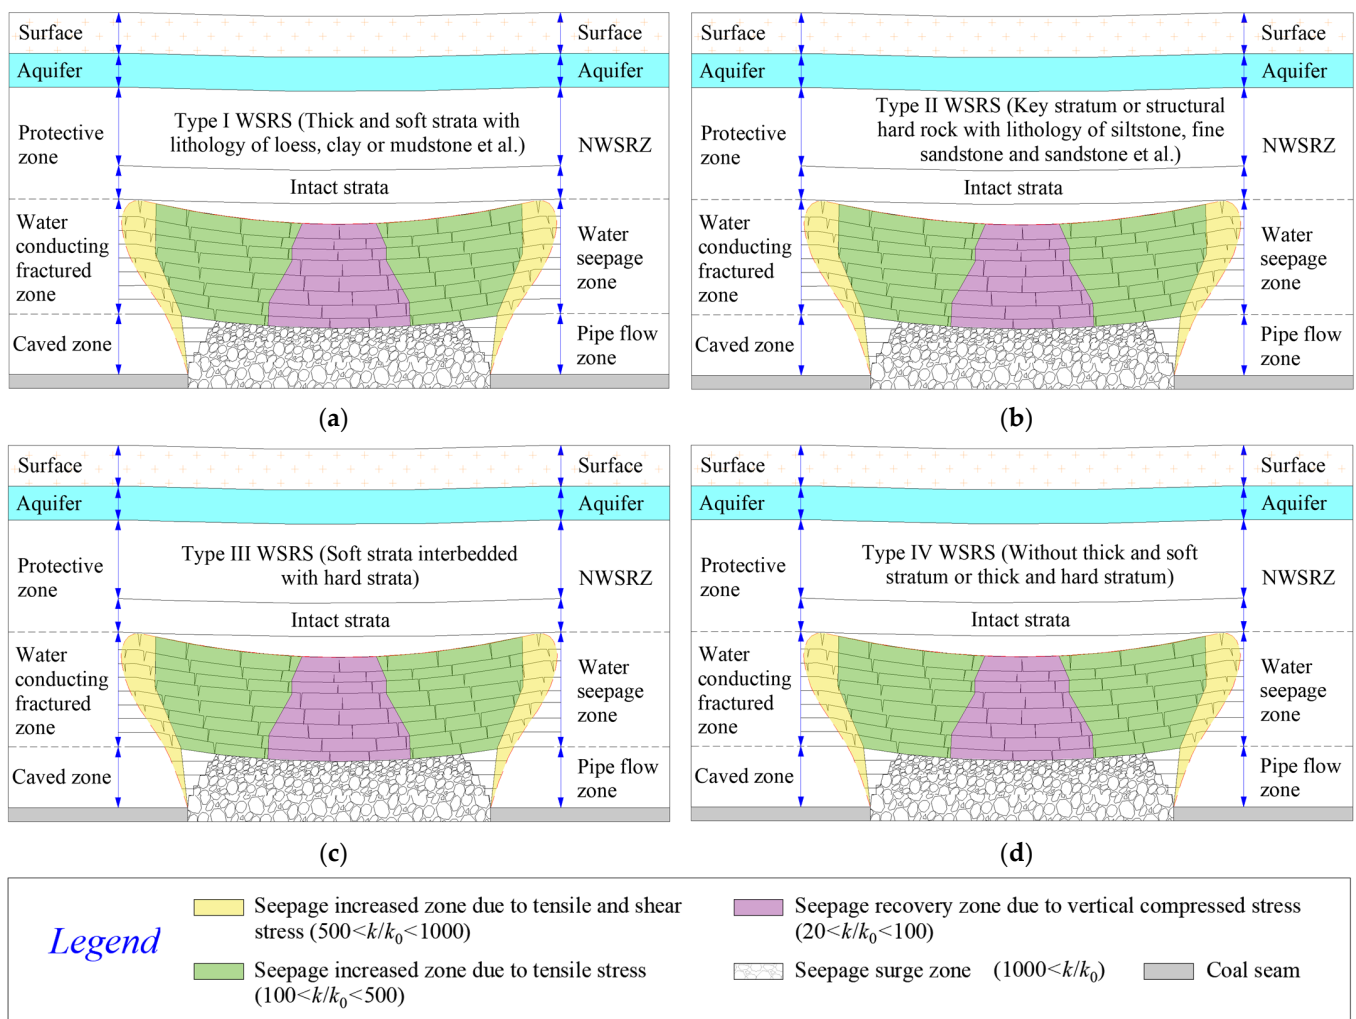 Surface
Surface
Aquifer
Aquifer
Protective
zone
Type I WSRS (Thick and soft strata with
lithology of loess, clay or mudstone et al.)
NWSRZ
Intact strata
Water
conducting
fractured
zone
Water
seepage
zone
Caved zone
Pipe flow
zone
(a)
Surface
Surface
Aquifer
Aquifer
Protective
zone
Type II WSRS (Key stratum or structural
hard rock with lithology of siltstone, fine
sandstone and sandstone et al.)
NWSRZ
Intact strata
Water
conducting
fractured
zone
Water
seepage
zone
Caved zone
Pipe flow
zone
(b)
Surface
Surface
Aquifer
Aquifer
Protective
zone
Type III WSRS (Soft strata interbedded
with hard strata)
NWSRZ
Intact strata
Water
conducting
fractured
zone
Water
seepage
zone
Caved zone
Pipe flow
zone
(c)
Surface
Surface
Aquifer
Aquifer
Protective
zone
Type IV WSRS (Without thick and soft
stratum or thick and hard stratum)
NWSRZ
Intact strata
Water
conducting
fractured
zone
Water
seepage
zone
Caved zone
Pipe flow
zone
(d)
Legend
Seepage increased zone due to tensile and shear
stress (500<k/k₀<1000)
Seepage increased zone due to tensile stress
(100<k/k₀<500)
Seepage recovery zone due to vertical compressed stress
(20<k/k₀<100)
Seepage surge zone (1000<k/k₀)
Coal seam